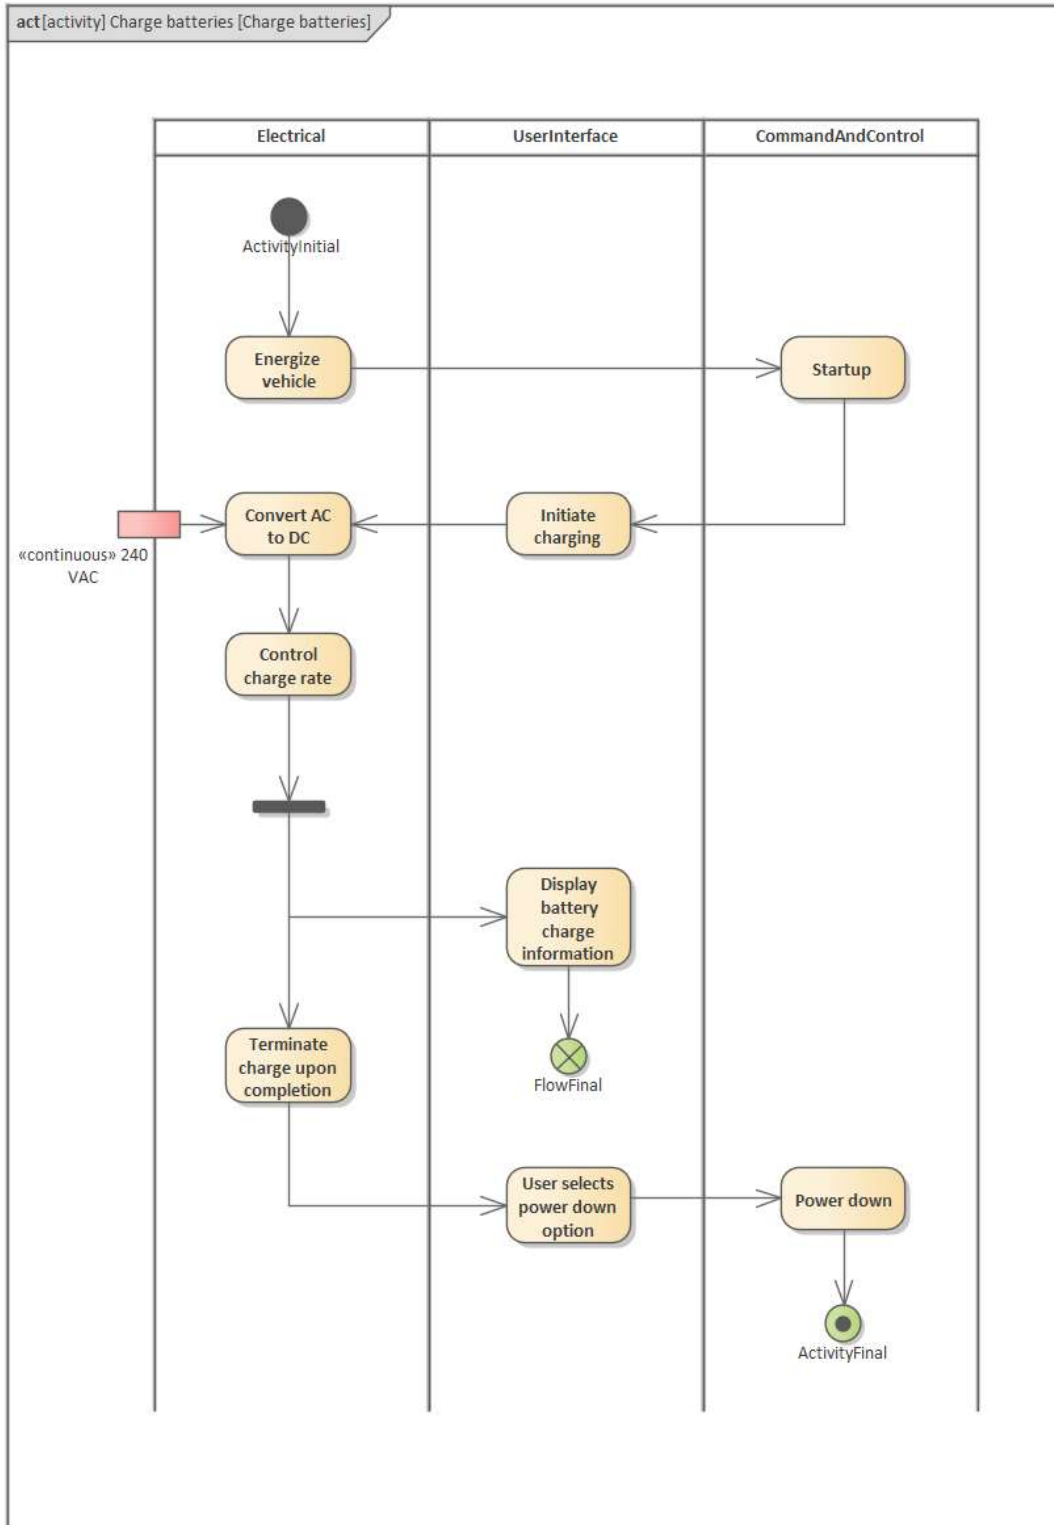 act [activity] Charge batteries [Charge batteries]
Electrical
UserInterface
CommandAndControl
ActivityInitial
Energize
vehicle
Startup
Convert AC
to DC
Initiate
charging
«continuous» 240
VAC
Control
charge rate
Display
battery
charge
information
Terminate
charge upon
completion
FlowFinal
User selects
power down
option
Power down
ActivityFinal